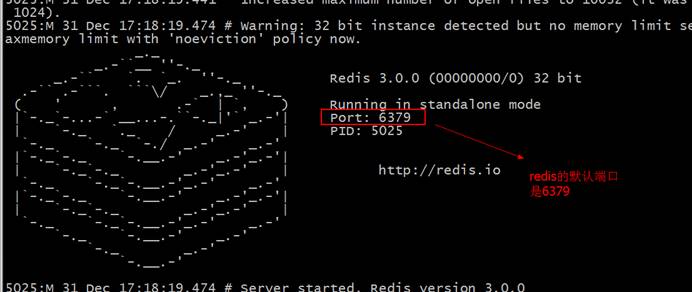 5025:M 31 Dec 17:18:19.441 * Increased maximum number of open files to 10032 (it was
1024).
5025:M 31 Dec 17:18:19.474 # Warning: 32 bit instance detected but no memory limit se
axmemory limit with 'noeviction' policy now.
Redis 3.0.0 (00000000/0) 32 bit
Running in standalone mode
Port: 6379
PID: 5025
http://redis.io
redis的默认端口
是6379
5025:M 31 Dec 17:18:19.474 # Server started, Redis version 3.0.0